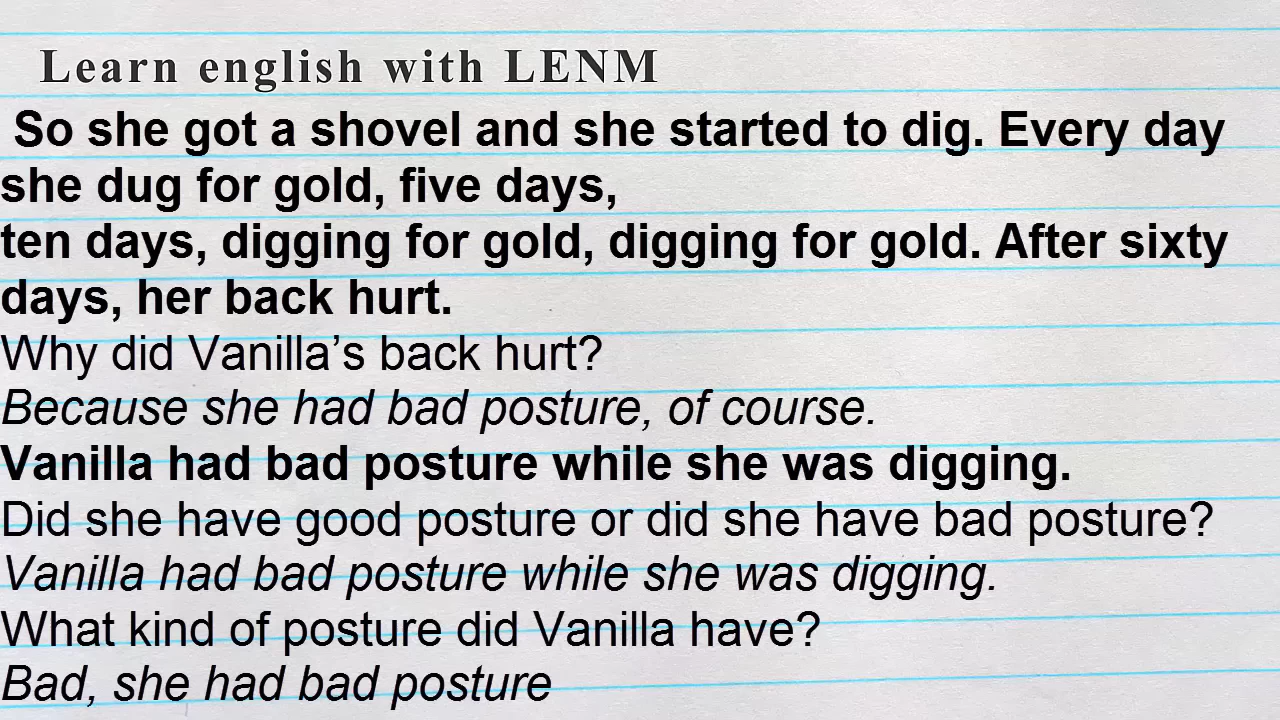 Learn english with LENM
So she got a shovel and she started to dig. Every day
she dug for gold, five days,
ten days, digging for gold, digging for gold. After sixty
days, her back hurt.
Why did Vanilla’s back hurt?
Because she had bad posture, of course.
Vanilla had bad posture while she was digging.
Did she have good posture or did she have bad posture?
Vanilla had bad posture while she was digging.
What kind of posture did Vanilla have?
Bad, she had bad posture